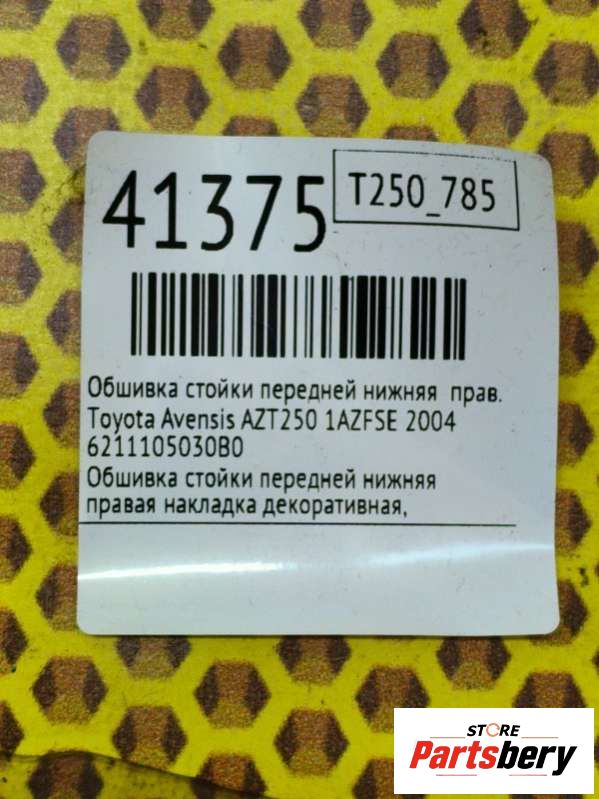 41375
T250_785
Обшивка стойки передней нижняя прав.
Toyota Avensis AZT250 1AZFSE 2004
6211105030B0
Обшивка стойки передней нижняя
правая накладка декоративная,
STORE
Partsbery